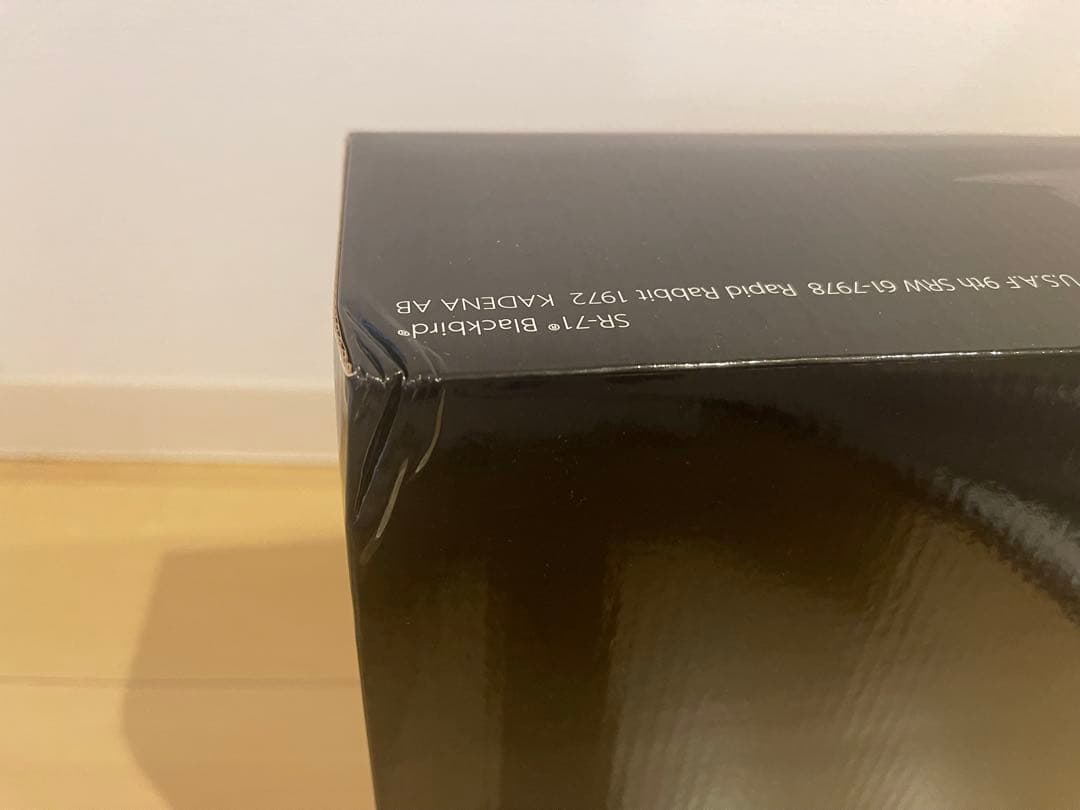 SR-71® Blackbird®
U.S.A.F 9th SRW 61-7978 Rapid Rabbit 1972 KADENA AB